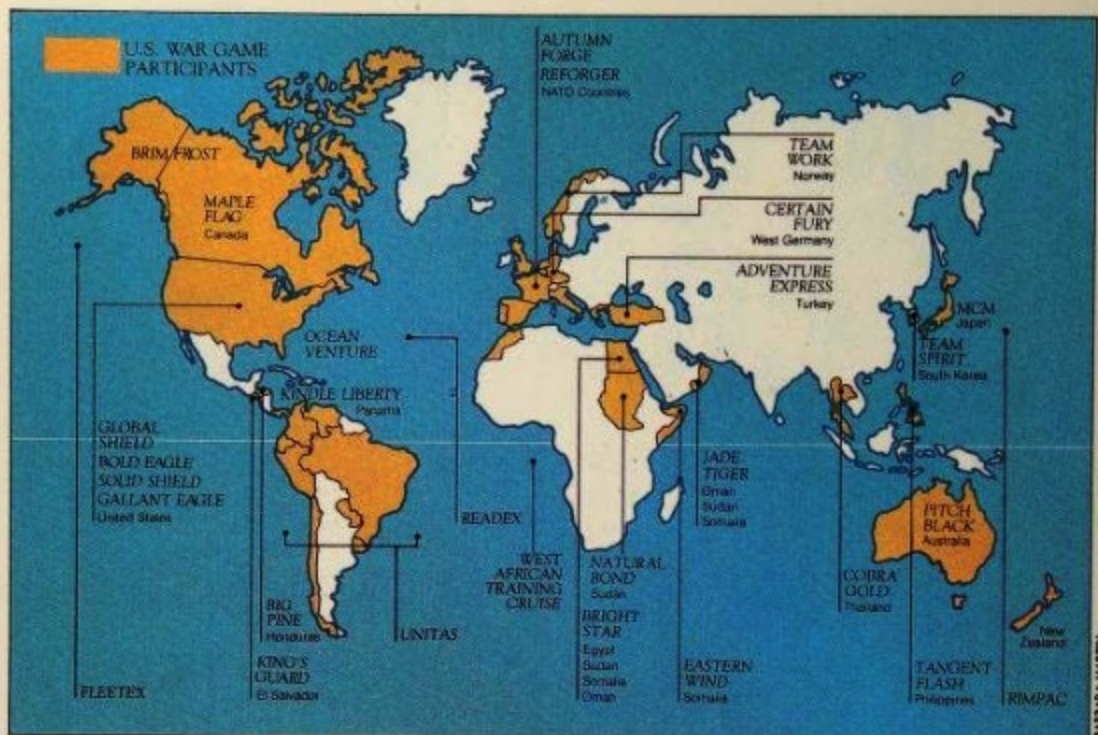 U.S. WAR GAME
PARTICIPANTS
AUTUMN
FORGE
REFORGER
NATO Countries
BRIM FROST
MAPLE
FLAG
Canada
TEAM
WORK
Norway
CERTAIN
FURY
West Germany
ADVENTURE
EXPRESS
Turkey
MCM
Japan
TEAM
SPIRIT
South Korea
OCEAN
VENTURE
KINDLE LIBERTY
Panama
GLOBAL
SHIELD
BOLD EAGLE
SOLID SHIELD
GALLANT EAGLE
United States
READEX
JADE
TIGER
Oman
Sudan
Somalia
PITCH
BLACK
Australia
WEST
AFRICAN
TRAINING
CRUISE
NATURAL
BOND
Sudan
COBRA
GOLD
Thailand
BIG
PINE
Honduras
UNITAS
BRIGHT
STAR
Egypt
Sudan
Somalia
Oman
New
Zealand
KING'S
GUARD
El Salvador
EASTERN
WIND
Somalia
TANGENT
FLASH
Philippines
FLEETEX
RIMPAC